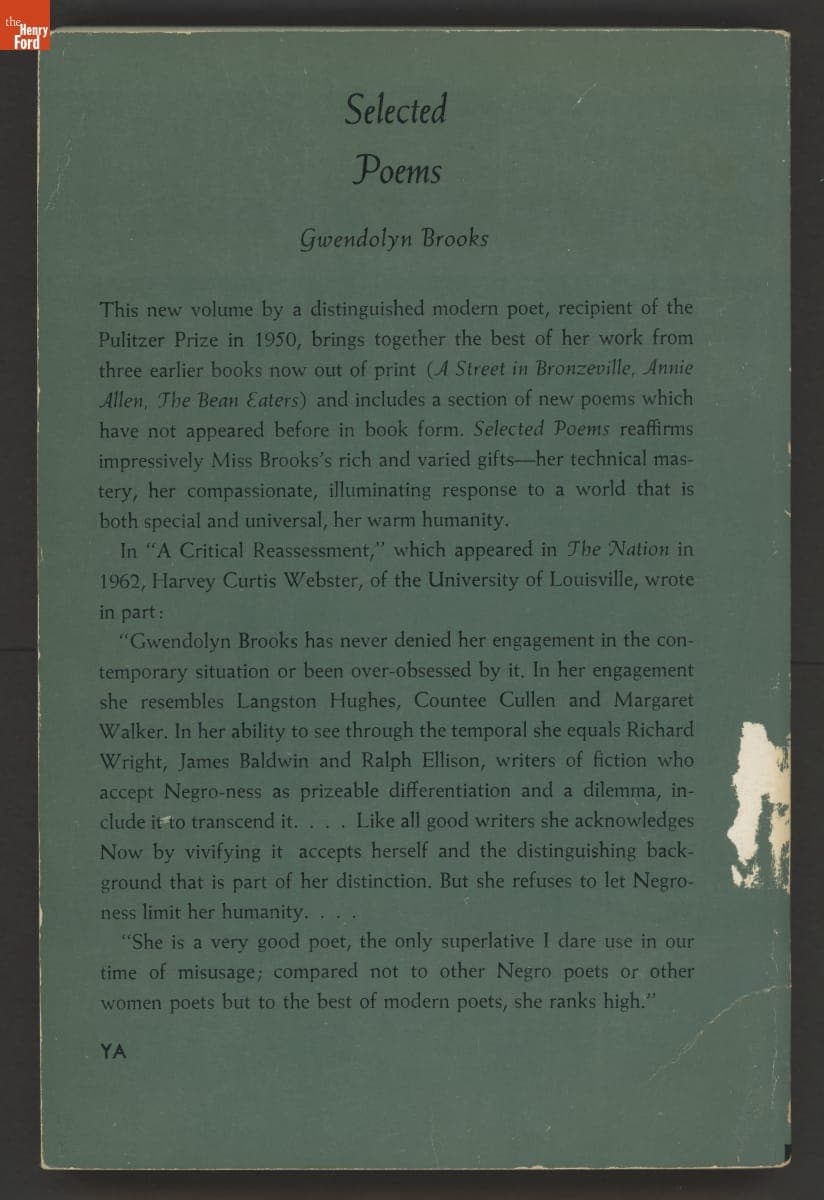 the
Henry
Ford
Selected
Poems
Gwendolyn Brooks
This new volume by a distinguished modern poet, recipient of the
Pulitzer Prize in 1950, brings together the best of her work from
three earlier books now out of print (A Street in Bronzeville, Annie
Allen, The Bean Eaters) and includes a section of new poems which
have not appeared before in book form. Selected Poems reaffirms
impressively Miss Brooks's rich and varied gifts—her technical mas-
tery, her compassionate, illuminating response to a world that is
both special and universal, her warm humanity.
In "A Critical Reassessment," which appeared in The Nation in
1962, Harvey Curtis Webster, of the University of Louisville, wrote
in part:
"Gwendolyn Brooks has never denied her engagement in the con-
temporary situation or been over-obsessed by it. In her engagement
she resembles Langston Hughes, Countee Cullen and Margaret
Walker. In her ability to see through the temporal she equals Richard
Wright, James Baldwin and Ralph Ellison, writers of fiction who
accept Negro-ness as prizeable differentiation and a dilemma, in-
clude it to transcend it. . . . Like all good writers she acknowledges
Now by vivifying it accepts herself and the distinguishing back-
ground that is part of her distinction. But she refuses to let Negro-
ness limit her humanity. . . .
"She is a very good poet, the only superlative I dare use in our
time of misusage; compared not to other Negro poets or other
women poets but to the best of modern poets, she ranks high."
YA